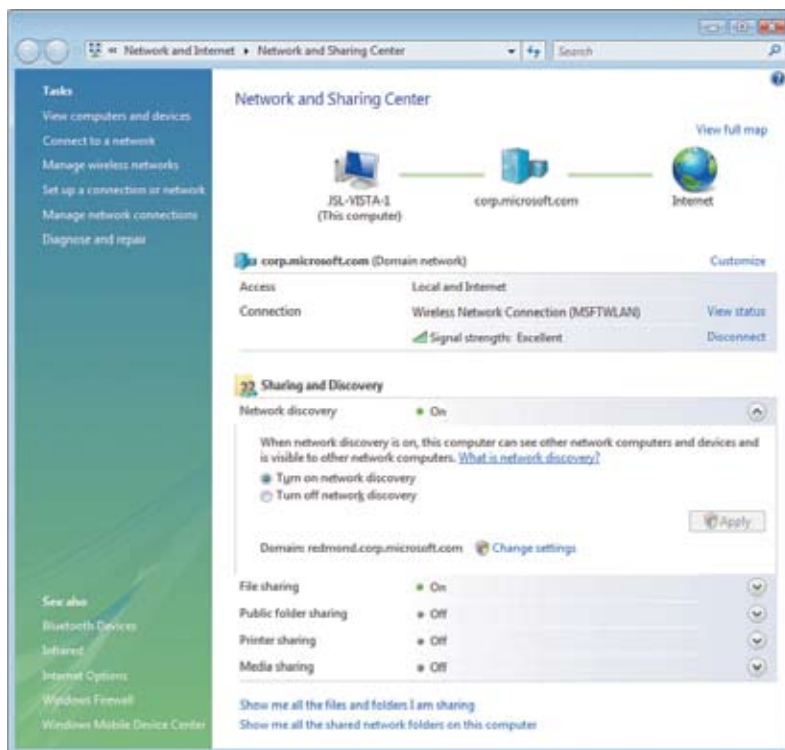 Network and Internet
Network and Sharing Center
Search
Tasks
View computers and devices
Connect to a network
Manage wireless networks
Set up a connection or network
Manage network connections
Diagnose and repair
See also
Bluetooth Devices
Infrared
Internet Options
Windows Firewall
Windows Mobile Device Center
Network and Sharing Center
View full map
JSL-VISTA-1
(This computer)
corp.microsoft.com
Internet
corp.microsoft.com (Domain network)
Customize
Access
Local and Internet
Connection
Wireless Network Connection (MSFTWLAN)
View status
Signal strength: Excellent
Disconnect
Sharing and Discovery
Network discovery
On
When network discovery is on, this computer can see other network computers and devices and
is visible to other network computers. What is network discovery?
Turn on network discovery
Turn off network discovery
Apply
Domain: redmond.corp.microsoft.com
Change settings
File sharing
On
Public folder sharing
Off
Printer sharing
Off
Media sharing
Off
Show me all the files and folders I am sharing
Show me all the shared network folders on this computer